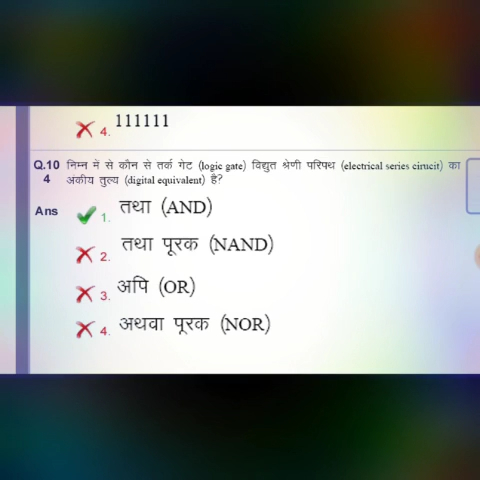 4. 111111
Q.10 निम्न में से कौन से तर्क गेट (logic gate) विद्युत श्रेणी परिपथ (electrical series cirucit) का
4 अंकीय तुल्य (digital equivalent) है?
Ans 1. तथा (AND)
2. तथा पूरक (NAND)
3. अपि (OR)
4. अथवा पूरक (NOR)